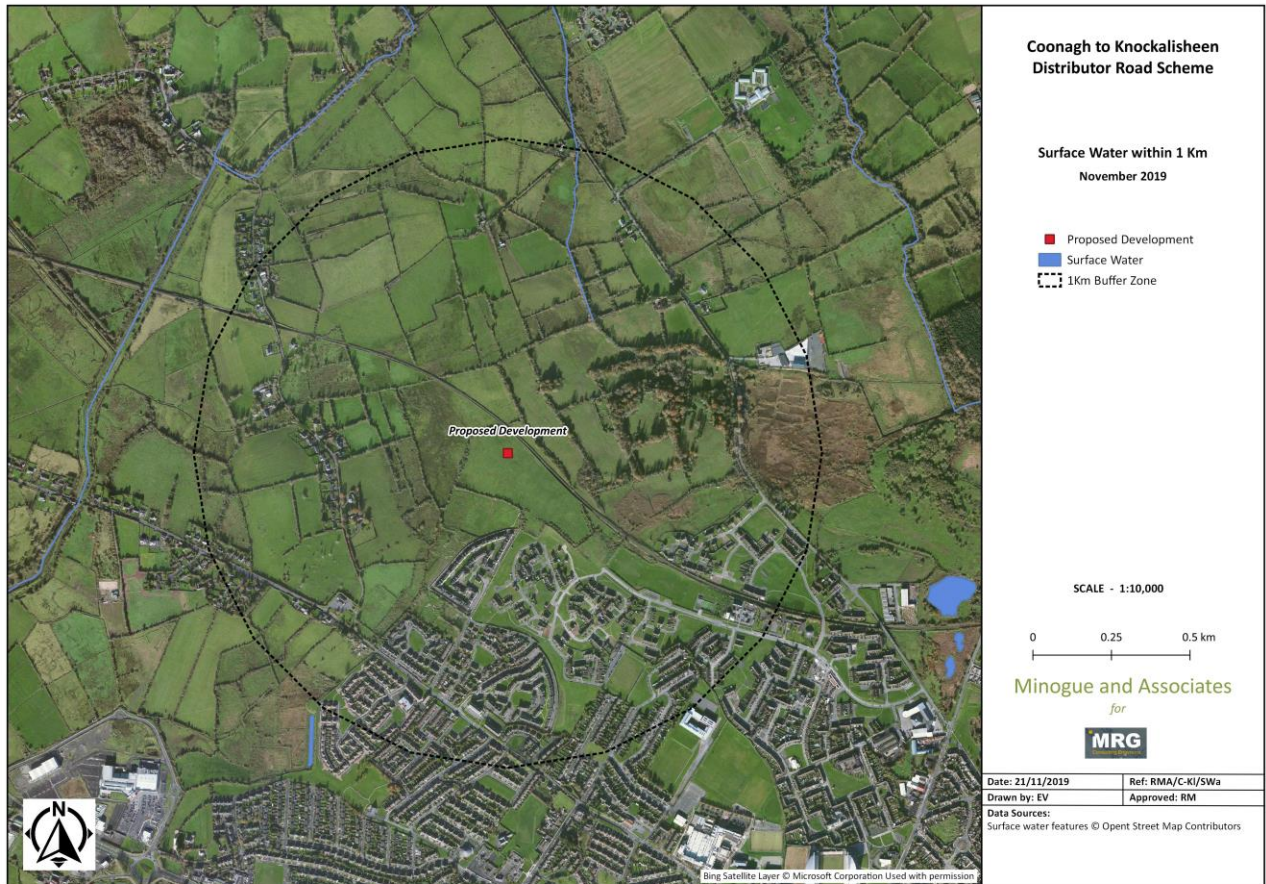 Coonagh to Knockalisheen
Distributor Road Scheme
Surface Water within 1 Km
November 2019
Proposed Development
Surface Water
1Km Buffer Zone
Proposed Development
SCALE - 1:10,000
0 0.25 0.5 km
Minogue and Associates
for
MRG
Date: 21/11/2019 Ref: RMA/C-KI/SWa
Drawn by: EV Approved: RM
Data Sources:
Surface water features © Opent Street Map Contributors
N
Bing Satellite Layer © Microsoft Corporation Used with permission